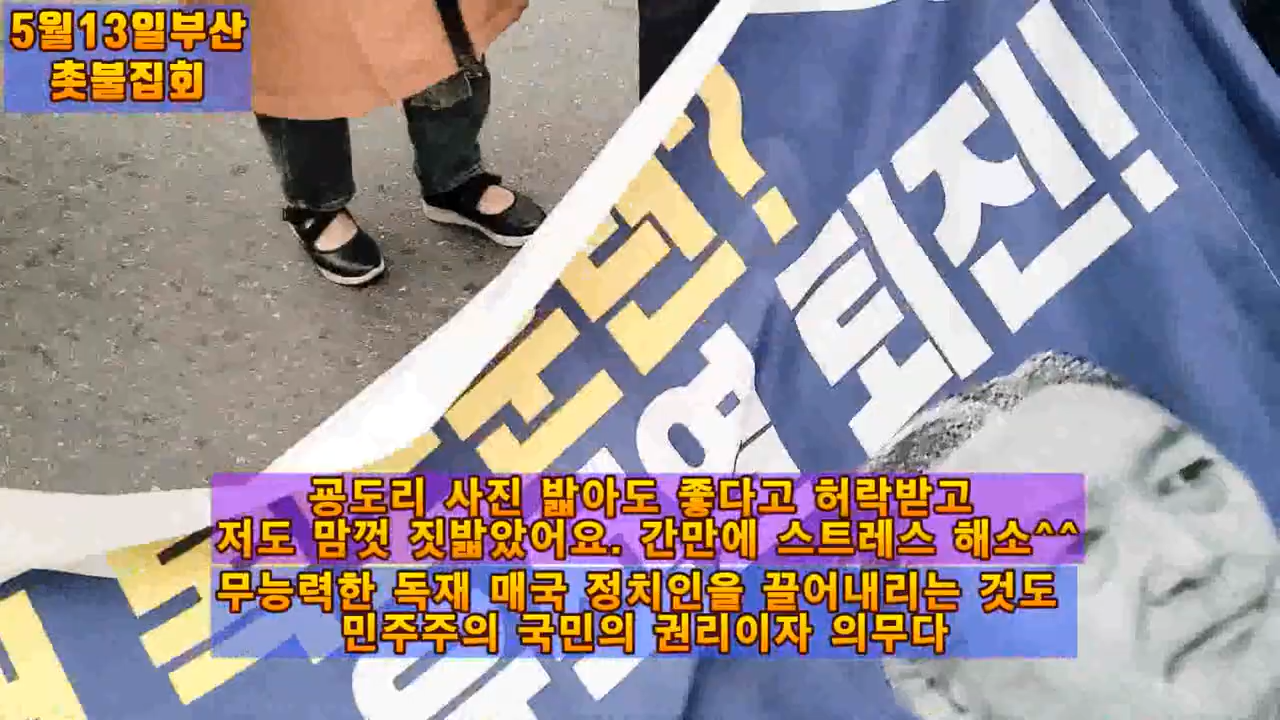 5월13일부산
촛불집회
퇴진!
굥도리 사진 밟아도 좋다고 허락받고
저도 맘껏 짓밟았어요. 간만에 스트레스 해소^^
무능력한 독재 매국 정치인을 끌어내리는 것도
민주주의 국민의 권리이자 의무다